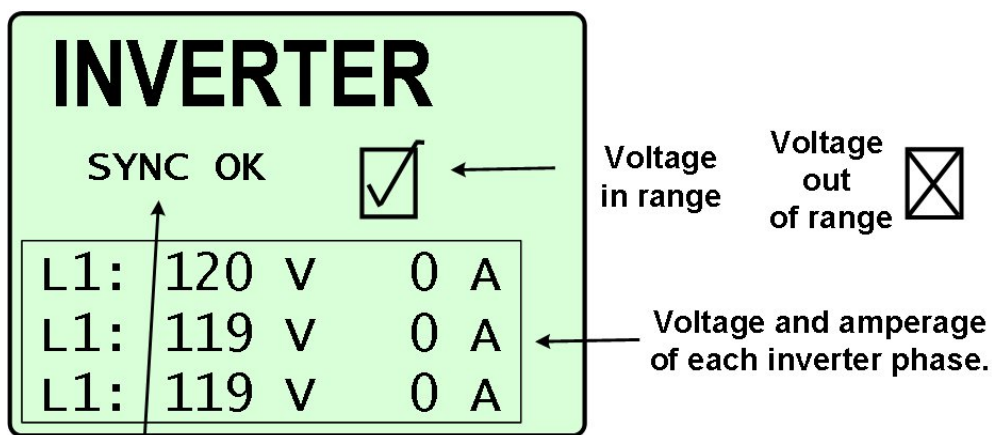 INVERTER
SYNC OK
Voltage
in range
Voltage
out
of range
L1: 120 V 0 A
L1: 119 V 0 A
L1: 119 V 0 A
Voltage and amperage
of each inverter phase.